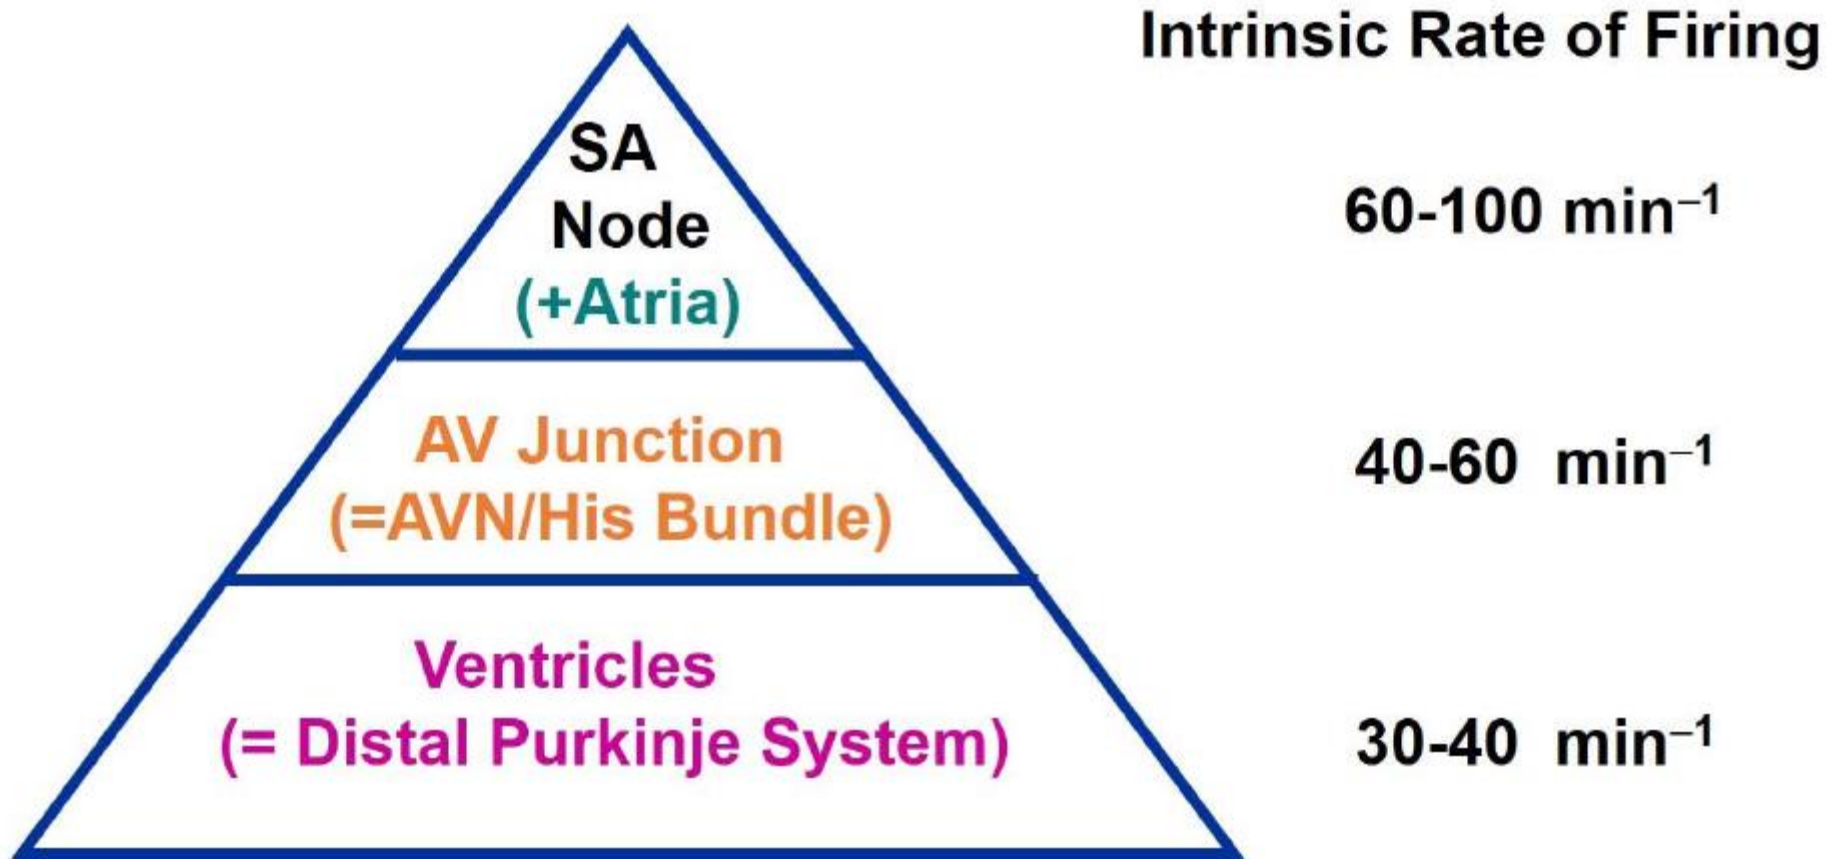 Intrinsic Rate of Firing
SA
Node
(+Atria)
60-100 min⁻¹
AV Junction
(=AVN/His Bundle)
40-60 min⁻¹
Ventricles
(= Distal Purkinje System)
30-40 min⁻¹